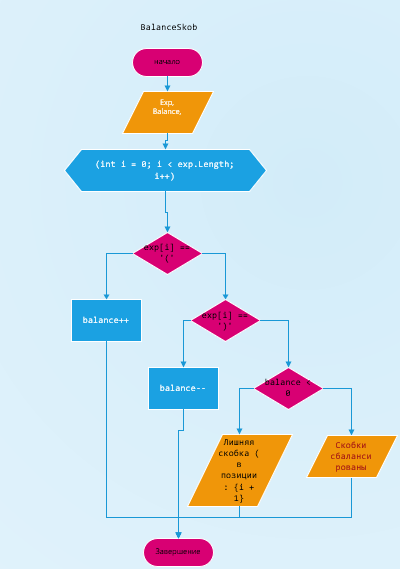 BalanceSkob
начало
Exp,
Balance,
(int i = 0; i < exp.Length;
i++)
exp[i] ==
'('
balance++
exp[i] ==
')'
balance--
balance <
0
Лишняя
скобка (
в
позиции
: {i +
1}
Скобки
сбаланси
рованы
Завершение